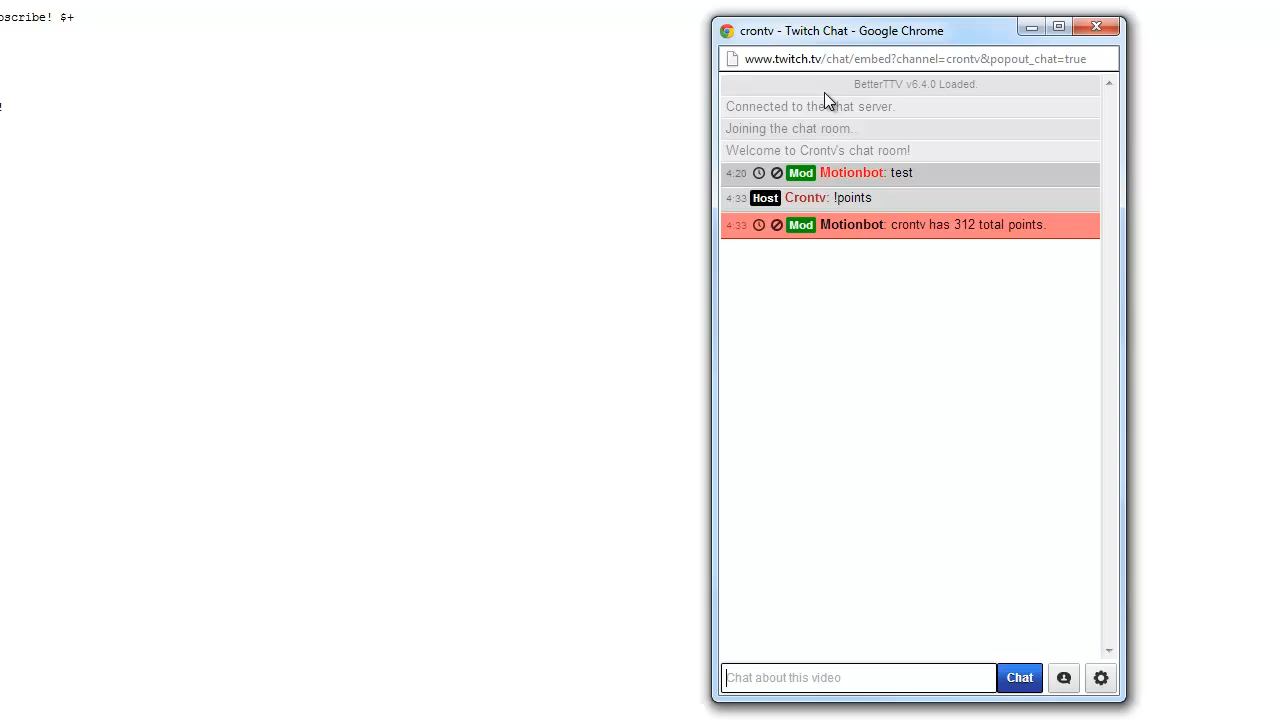 oscribe! $+
!
crontv - Twitch Chat - Google Chrome
www.twitch.tv/chat/embed?channel=crontv&popout_chat=true
BetterTTV v6.4.0 Loaded.
Connected to the chat server.
Joining the chat room..
Welcome to Crontv's chat room!
4:20 Mod Motionbot: test
4:33 Host Crontv: !points
4:33 Mod Motionbot: crontv has 312 total points.
Chat about this video
Chat